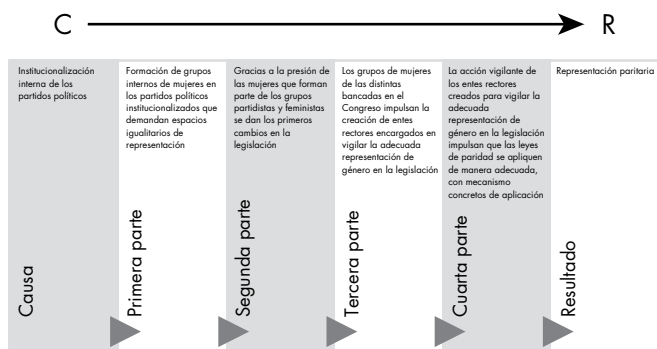 C
R
Institucionalización
interna de los
partidos políticos
Causa
Formación de grupos
internos de mujeres en
los partidos políticos
institucionalizados que
demandan espacios
igualitarios de
representación
Primera parte
Gracias a la presión de
las mujeres que forman
parte de los grupos
partidistas y feministas
se dan los primeros
cambios en la
legislación
Segunda parte
Los grupos de mujeres
de las distintas
bancadas en el
Congreso impulsan la
creación de entes
rectores encargados en
vigilar la adecuada
representación de
género en la legislación
Tercera parte
La acción vigilante de
los entes rectores
creados para vigilar la
adecuada
representación de
género en la legislación
impulsan que las leyes
de paridad se apliquen
de manera adecuada,
con mecanismo
concretos de aplicación
Cuarta parte
Representación paritaria
Resultado